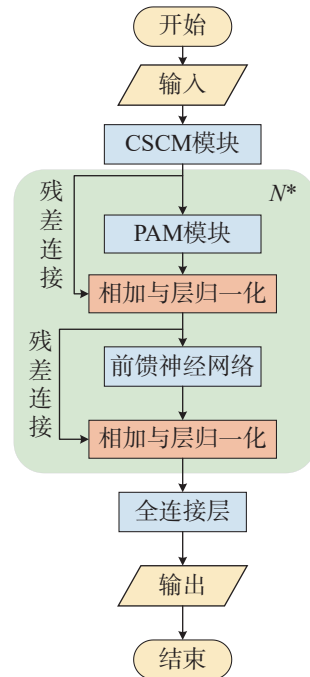 开始
输入
CSCM模块
N*
残差连接
PAM模块
相加与层归一化
残差连接
前馈神经网络
相加与层归一化
全连接层
输出
结束